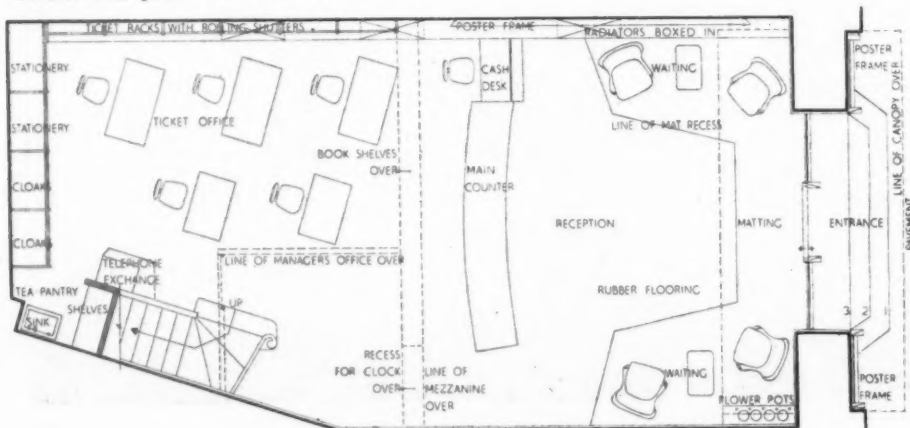 TICKET RACKS WITH ROLLING SHUTTERS
POSTER FRAME
RADIATORS BOXED IN
POSTER
FRAME
STATIONERY
CASH
DESK
WAITING
STATIONERY
TICKET OFFICE
LINE OF MAT RECESS
BOOK SHELVES
OVER
MAIN
COUNTER
CLOAKS
RECEPTION
MATTING
ENTRANCE
LINE OF CANOPY OVER
PAVEMENT
CLOAKS
TELEPHONE
EXCHANGE
LINE OF MANAGERS OFFICE OVER
TEA PANTRY
SHELVES
SINK
UP
RUBBER FLOORING
3 2 1
RECESS
FOR CLOCK
OVER
LINE OF
MEZZANINE
OVER
WAITING
FLOWER POTS
POSTER
FRAME